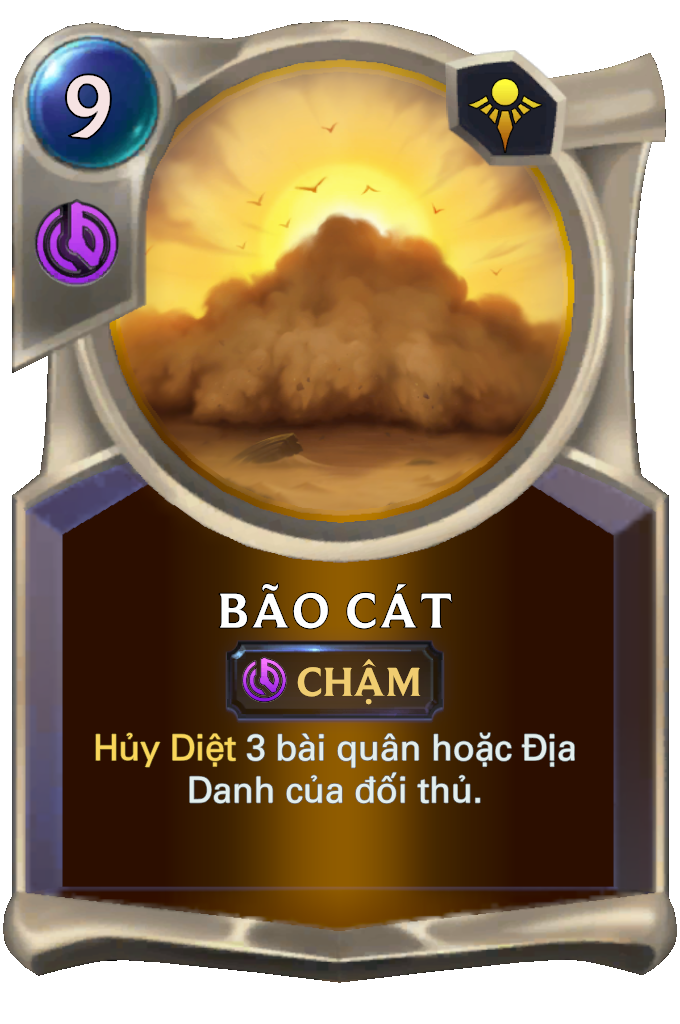 9
BÃO CÁT
CHẬM
Hủy Diệt 3 bài quân hoặc Địa
Danh của đối thủ.